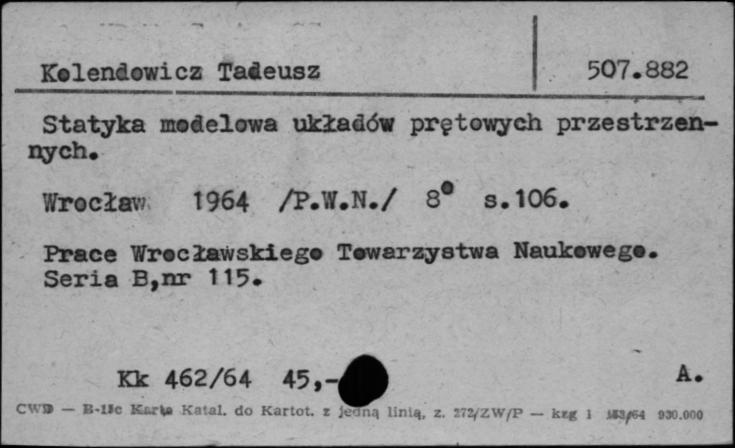 Kolendowicz Tadeusz 507.882
Statyka modelowa układów prętowych przestrzen-
nych.
Wrocław 1964 /P.W.N./ 8° s.106.
Prace Wrocławskiego Towarzystwa Naukowego.
Seria B,nr 115.
Kk 462/64 45,- A.
CWD — B-13c Karta Katal. do Kartot. z jedną linią, z. 272/ZW/P — kzg 1 /64 930.000